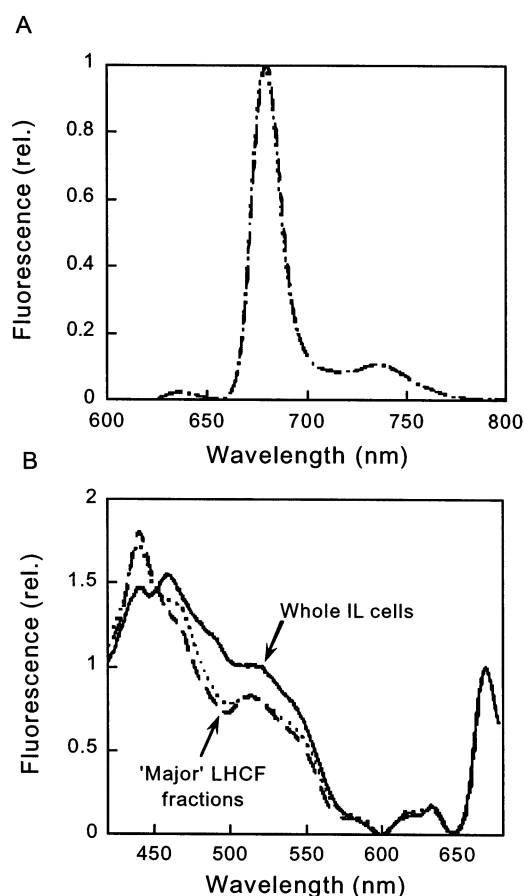 A
Fluorescence (rel.)
1
0.8
0.6
0.4
0.2
0
600 650 700 750 800
Wavelength (nm)
B
Fluorescence (rel.)
2
1.5
1
0.5
0
Whole IL cells
'Major' LHCF
fractions
450 500 550 600 650
Wavelength (nm)